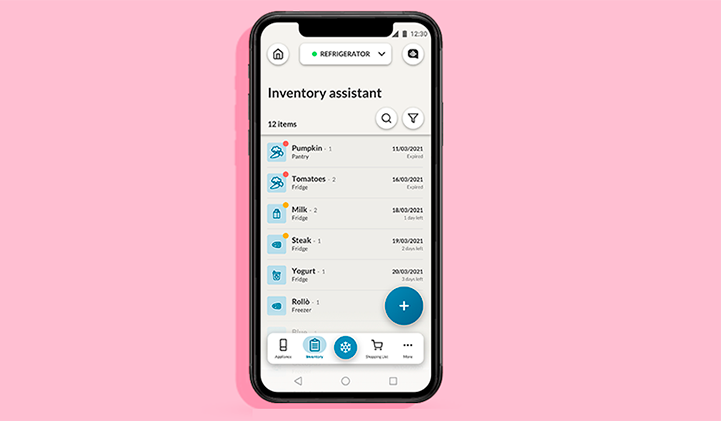 12:30
REFRIGERATOR
Inventory assistant
12 items
Pumpkin - 1
11/03/2021
Pantry
Expired
Tomatoes - 2
16/03/2021
Fridge
Expired
Milk - 2
18/03/2021
Fridge
1 day left
Steak - 1
19/03/2021
Fridge
2 days left
Yogurt - 1
20/03/2021
Fridge
3 days left
Rollò - 1
Freezer
+
Appliance
Inventory
Shopping List
More